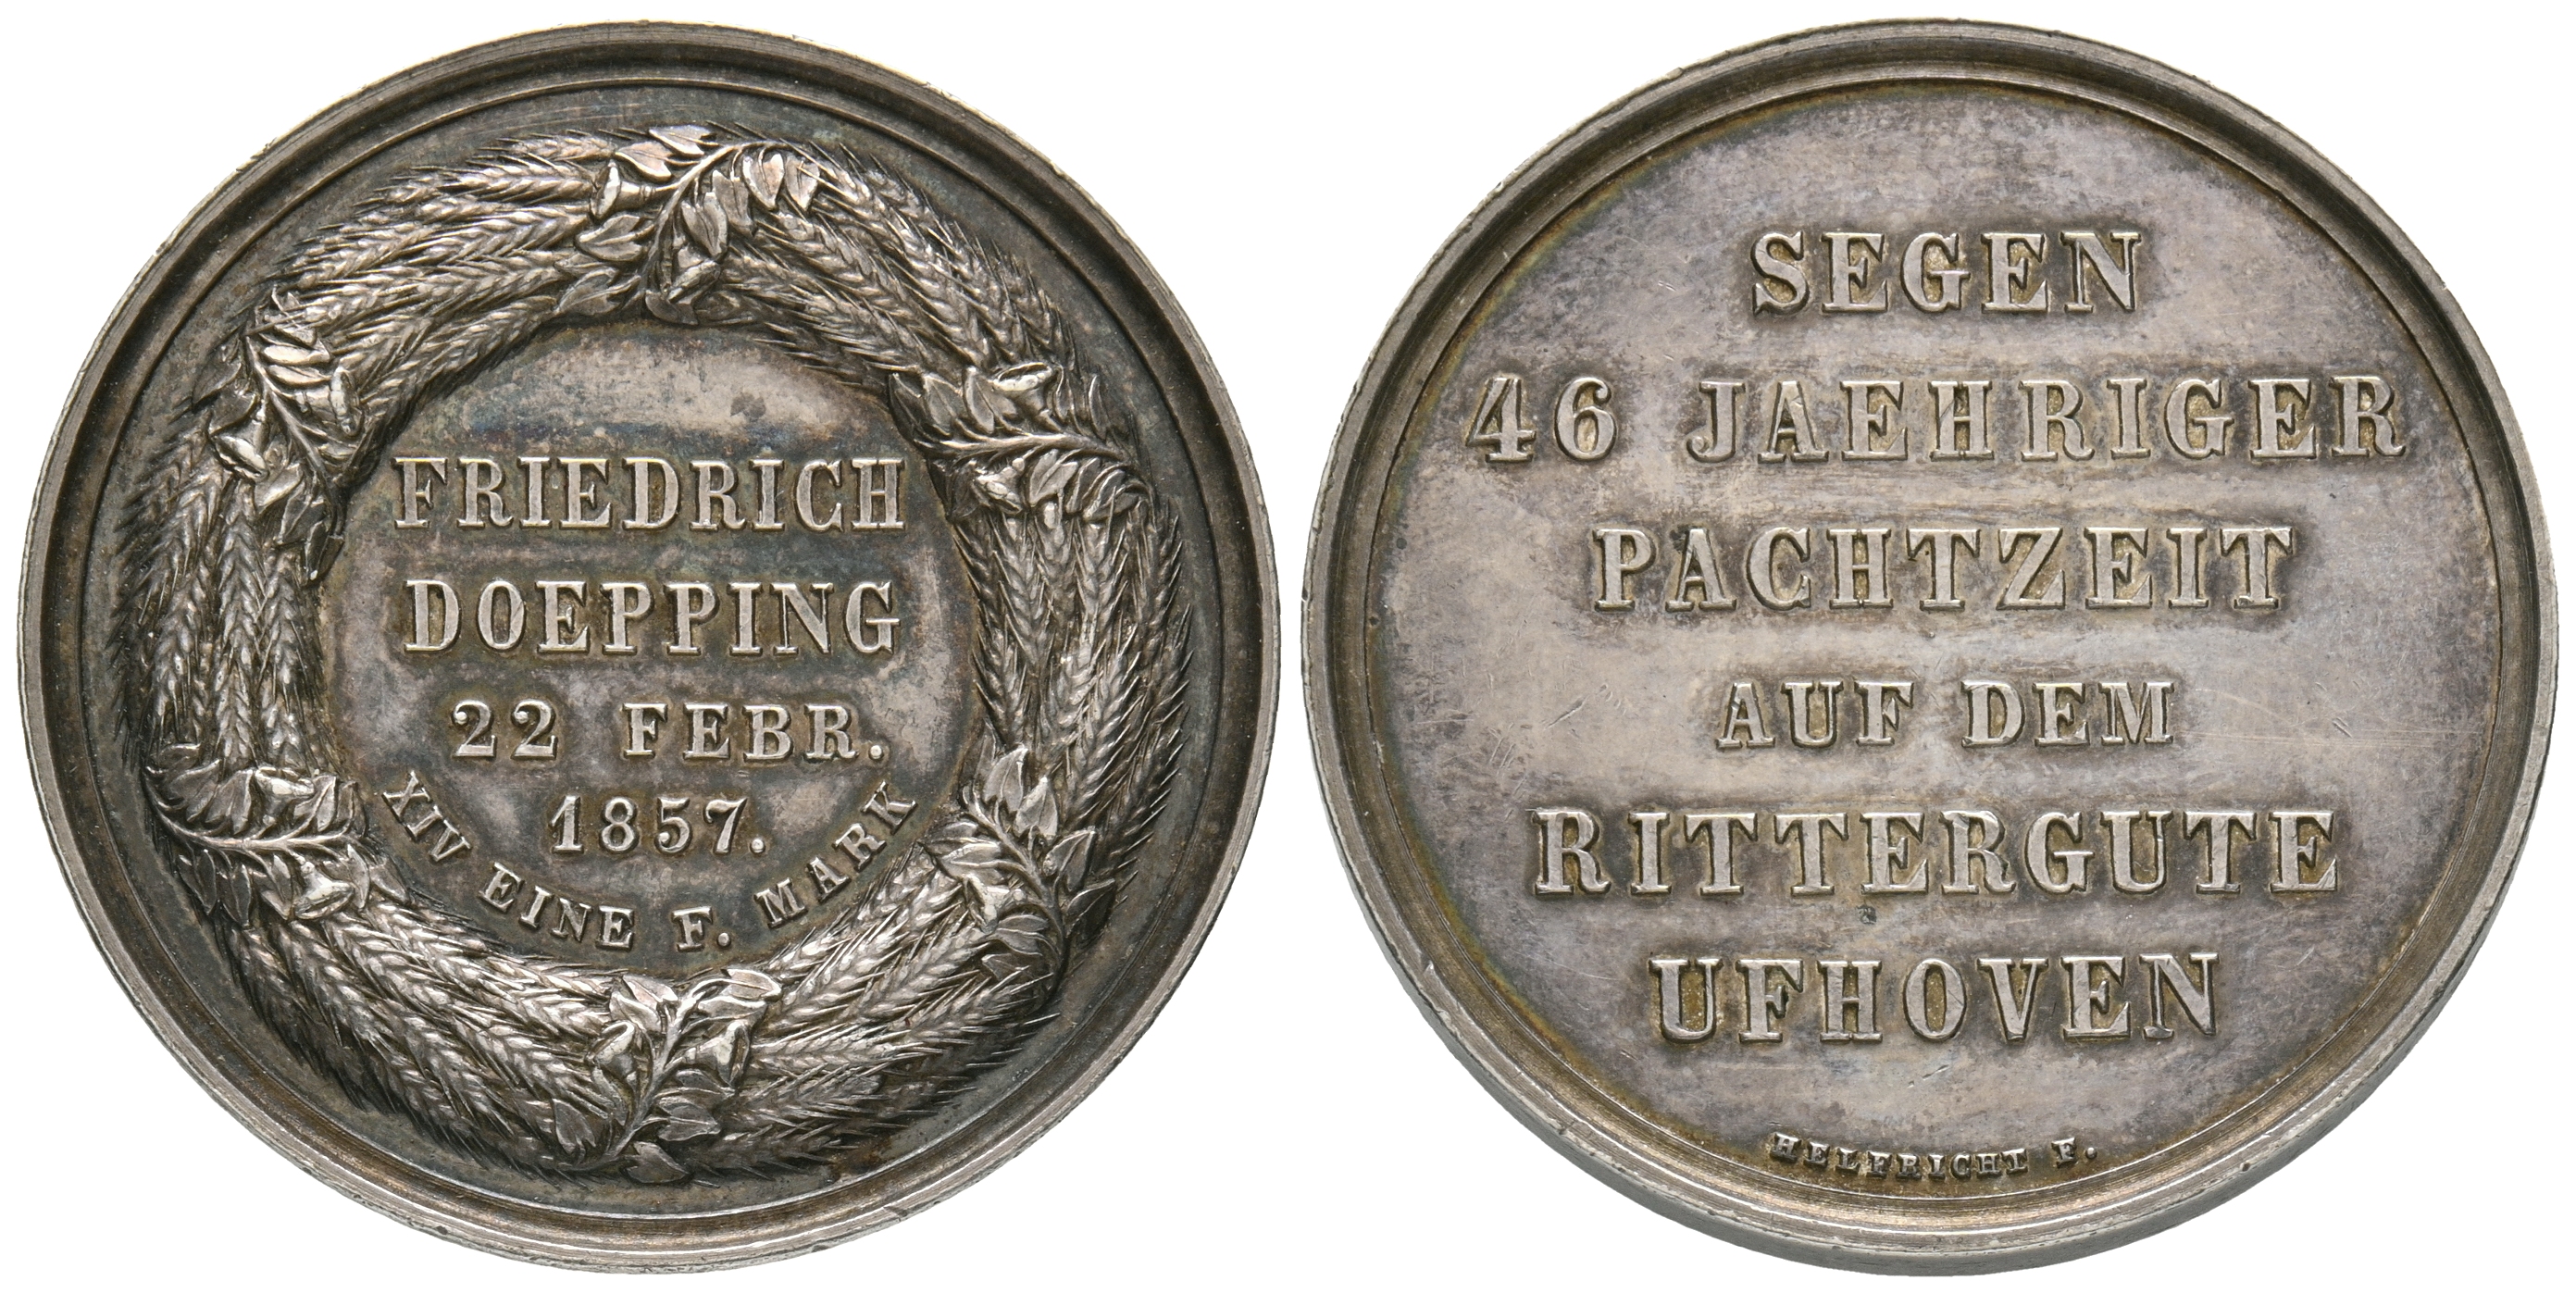 FRIEDRICH
DOEPPING
22 FEBR.
1857.
XIV EINE F. MARK
SEGEN
46 JAEHRIGER
PACHTZEIT
AUF DEM
RITTERGUTE
UFHOVEN
HELFRICHT F.